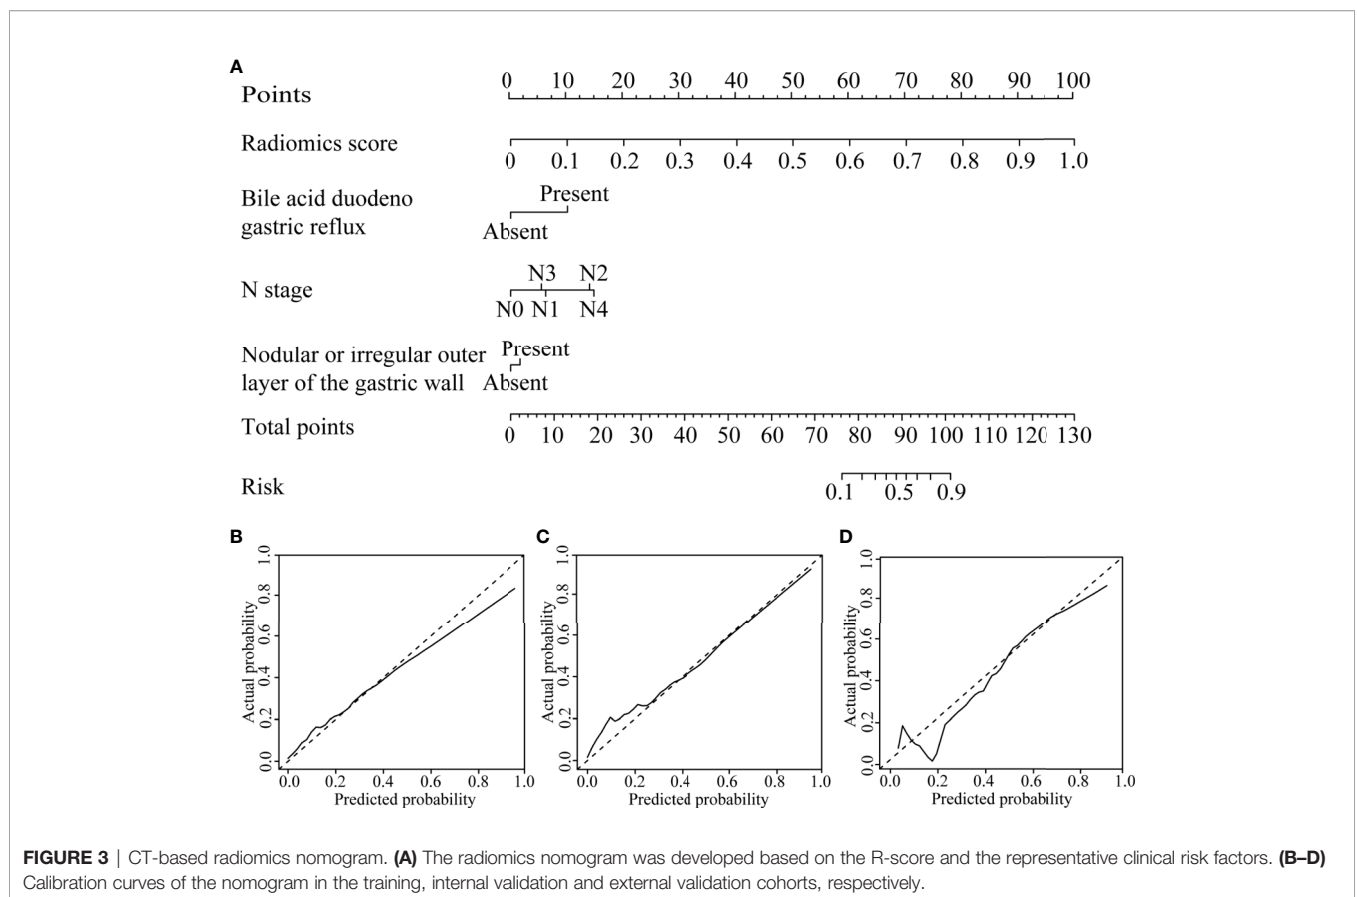 A
0 10 20 30 40 50 60 70 80 90 100
Points
Radiomics score
0 0.1 0.2 0.3 0.4 0.5 0.6 0.7 0.8 0.9 1.0
Bile acid duodeno Present
gastric reflux
Absent
N3 N2
N stage
N0 N1 N4
Nodular or irregular outer Present
layer of the gastric wall Absent
Total points
0 10 20 30 40 50 60 70 80 90 100 110 120 130
Risk
0.1 0.5 0.9
B
Actual probability
0.0 0.2 0.4 0.6 0.8 1.0
0.0 0.2 0.4 0.6 0.8 1.0
Predicted probability
C
Actual probability
0.0 0.2 0.4 0.6 0.8 1.0
0.0 0.2 0.4 0.6 0.8 1.0
Predicted probability
D
Actual probability
0.0 0.2 0.4 0.6 0.8 1.0
0.0 0.2 0.4 0.6 0.8 1.0
Predicted probability
FIGURE 3 | CT-based radiomics nomogram. (A) The radiomics nomogram was developed based on the R-score and the representative clinical risk factors. (B–D)
Calibration curves of the nomogram in the training, internal validation and external validation cohorts, respectively.